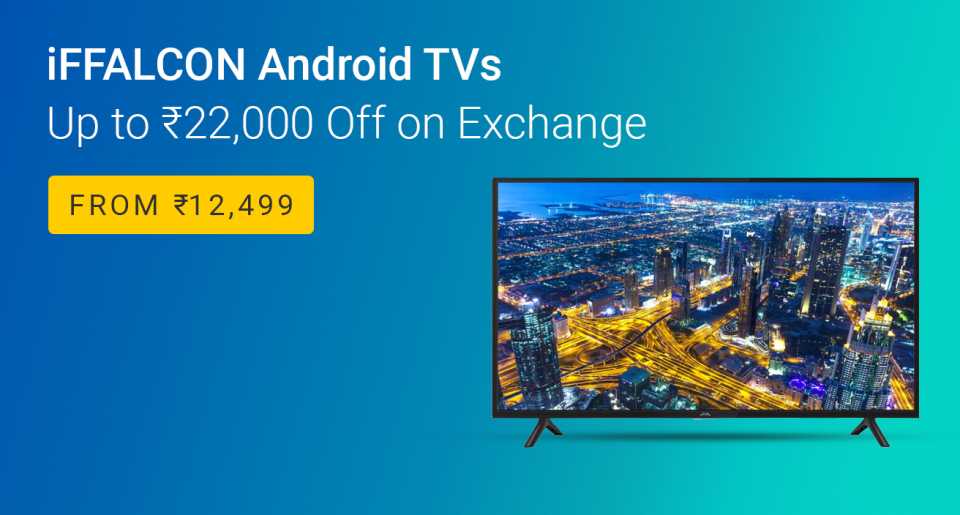 iFFALCON Android TVs
Up to ₹22,000 Off on Exchange
FROM ₹12,499